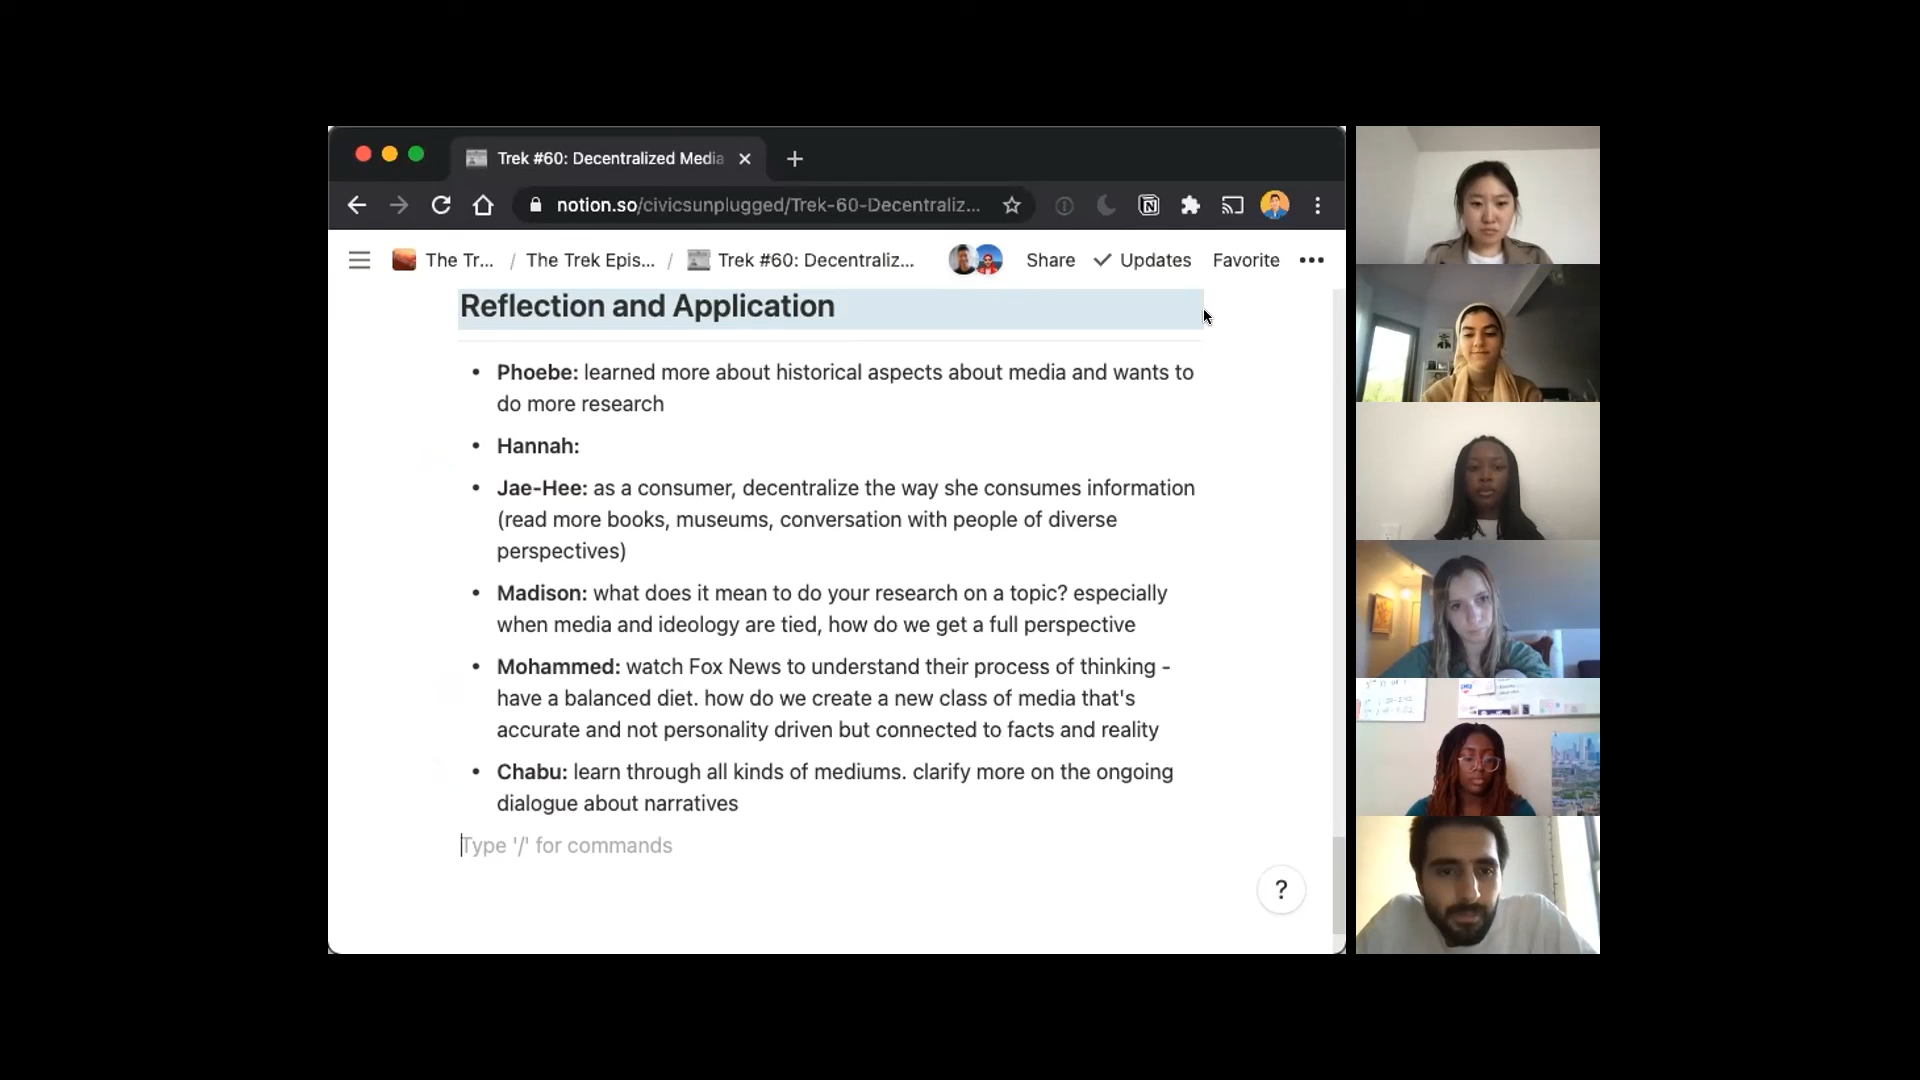 Trek #60: Decentralized Media
notion.so/civicsunplugged/Trek-60-Decentraliz...
The Tr... / The Trek Epis... / Trek #60: Decentraliz... Share Updates Favorite
Reflection and Application
• Phoebe: learned more about historical aspects about media and wants to
do more research
• Hannah:
• Jae-Hee: as a consumer, decentralize the way she consumes information
(read more books, museums, conversation with people of diverse
perspectives)
• Madison: what does it mean to do your research on a topic? especially
when media and ideology are tied, how do we get a full perspective
• Mohammed: watch Fox News to understand their process of thinking -
have a balanced diet. how do we create a new class of media that's
accurate and not personality driven but connected to facts and reality
• Chabu: learn through all kinds of mediums. clarify more on the ongoing
dialogue about narratives
Type '/' for commands
?